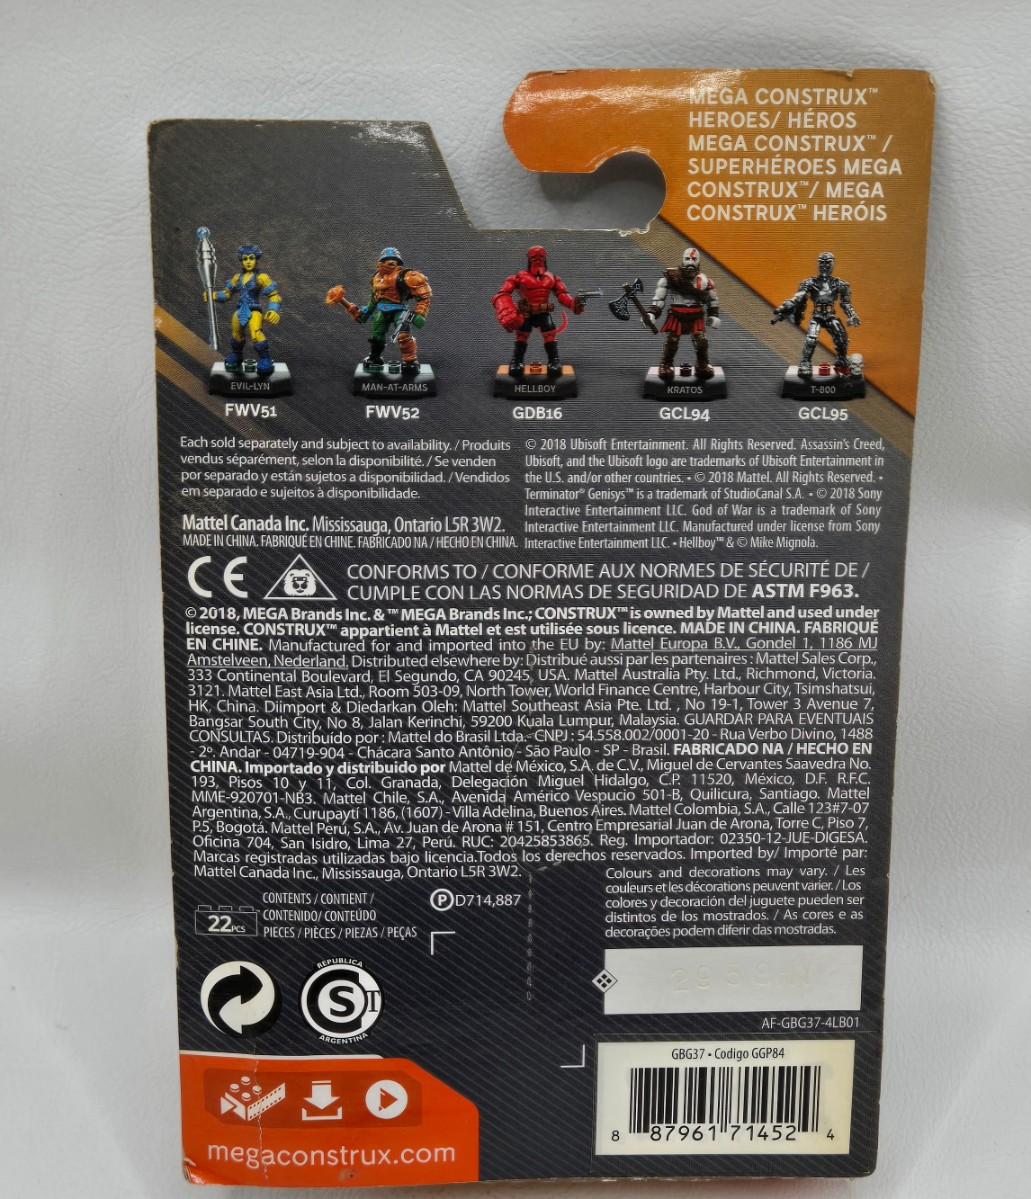 MEGA CONSTRUX™
HEROES/ HÉROS
MEGA CONSTRUX™ /
SUPERHÉROES MEGA
CONSTRUX™/ MEGA
CONSTRUX™ HERÓIS
EVIL-LYN
MAN-AT-ARMS
HELLBOY
KRATOS
T-800
FWV51
FWV52
GDB16
GCL94
GCL95
Each sold separately and subject to availability. / Produits
vendus séparément, selon la disponibilité. / Se venden
por separado y están sujetos a disponibilidad. / Vendidos
em separado e sujeitos à disponibilidade.
Mattel Canada Inc. Mississauga, Ontario L5R 3W2.
MADE IN CHINA. FABRIQUÉ EN CHINE. FABRICADO NA / HECHO EN CHINA.
© 2018 Ubisoft Entertainment. All Rights Reserved. Assassin's Creed,
Ubisoft, and the Ubisoft logo are trademarks of Ubisoft Entertainment in
the U.S. and/or other countries. • © 2018 Mattel. All Rights Reserved. •
Terminator® Genisys™ is a trademark of StudioCanal S.A. • © 2018 Sony
Interactive Entertainment LLC. God of War is a trademark of Sony
Interactive Entertainment LLC. Manufactured under license from Sony
Interactive Entertainment LLC. • Hellboy™ & © Mike Mignola.
CE
CONFORMS TO / CONFORME AUX NORMES DE SÉCURITÉ DE /
CUMPLE CON LAS NORMAS DE SEGURIDAD DE ASTM F963.
© 2018, MEGA Brands Inc. & ™ MEGA Brands Inc.; CONSTRUX™ is owned by Mattel and used under
license. CONSTRUX™ appartient à Mattel et est utilisée sous licence. MADE IN CHINA. FABRIQUÉ
EN CHINE. Manufactured for and imported into the EU by: Mattel Europa B.V., Gondel 1, 1186 MJ
Amstelveen, Nederland. Distributed elsewhere by: Distribué aussi par les partenaires : Mattel Sales Corp.,
333 Continental Boulevard, El Segundo, CA 90245, USA. Mattel Australia Pty. Ltd., Richmond, Victoria.
3121. Mattel East Asia Ltd., Room 503-09, North Tower, World Finance Centre, Harbour City, Tsimshatsui,
HK, China. Diimport & Diedarkan Oleh: Mattel Southeast Asia Pte. Ltd. , No 19-1, Tower 3 Avenue 7,
Bangsar South City, No 8, Jalan Kerinchi, 59200 Kuala Lumpur, Malaysia. GUARDAR PARA EVENTUAIS
CONSULTAS. Distribuído por : Mattel do Brasil Ltda.- CNPJ : 54.558.002/0001-20 - Rua Verbo Divino, 1488
- 2º. Andar - 04719-904 - Chácara Santo Antônio - São Paulo - SP - Brasil. FABRICADO NA / HECHO EN
CHINA. Importado y distribuido por Mattel de México, S.A. de C.V., Miguel de Cervantes Saavedra No.
193, Pisos 10 y 11, Col. Granada, Delegación Miguel Hidalgo, C.P. 11520, México, D.F. R.F.C.
MME-920701-NB3. Mattel Chile, S.A., Avenida Américo Vespucio 501-B, Quilicura, Santiago. Mattel
Argentina, S.A., Curupaytí 1186, (1607) - Villa Adelina, Buenos Aires. Mattel Colombia, S.A., Calle 123#7-07
P.5, Bogotá. Mattel Perú, S.A., Av. Juan de Arona # 151, Centro Empresarial Juan de Arona, Torre C, Piso 7,
Oficina 704, San Isidro, Lima 27, Perú. RUC: 20425853865. Reg. Importador: 02350-12-JUE-DIGESA.
Marcas registradas utilizadas bajo licencia.Todos los derechos reservados. Imported by/ Importé par:
Mattel Canada Inc., Mississauga, Ontario L5R 3W2.
Colours and decorations may vary. / Les
couleurs et les décorations peuvent varier. / Los
colores y decoración del juguete pueden ser
distintos de los mostrados. / As cores e as
decorações podem diferir das mostradas.
22PCS
CONTENTS / CONTIENT /
CONTENIDO/ CONTEÚDO
PIECES / PIÈCES / PIEZAS / PEÇAS
P D714,887
REPUBLICA
S T
ARGENTINA
AF-GBG37-4LB01
GBG37 • Codigo GGP84
8 87961 71452 4
megaconstrux.com